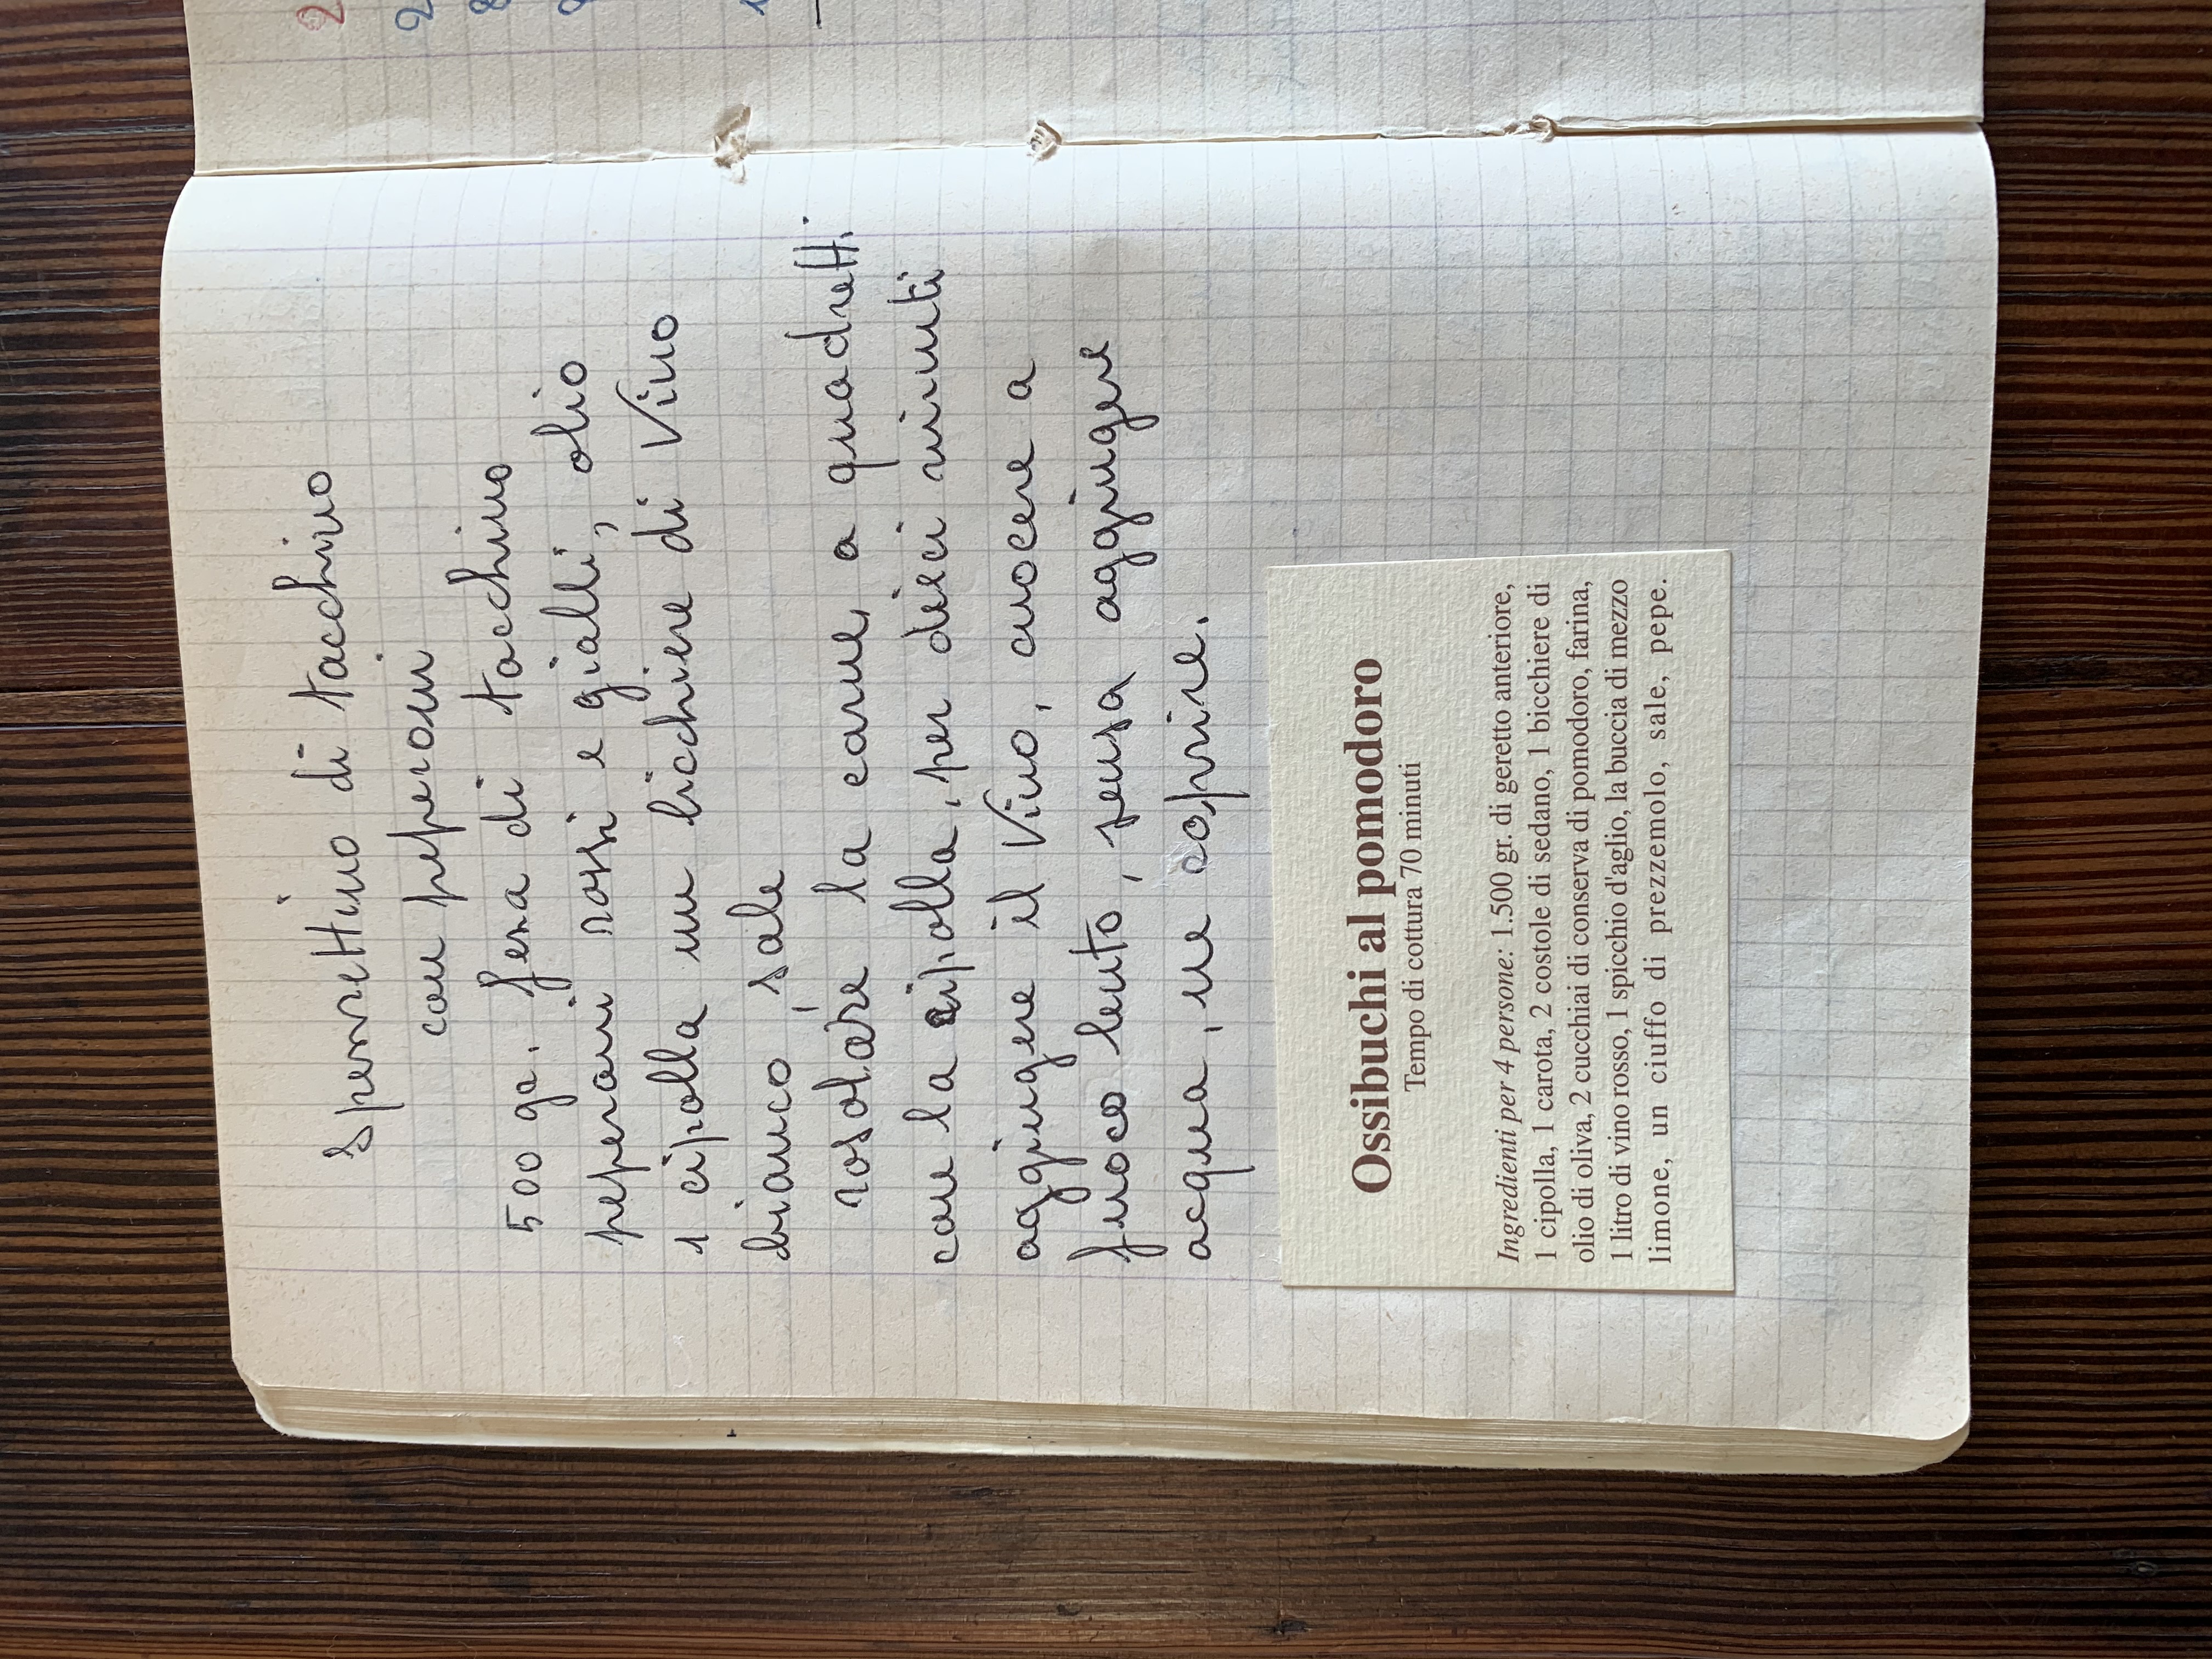 Spezzettino di tacchino
con peperoni
500 gr. fesa di tacchino
peperoni rossi e gialli, olio
1 cipolla un bicchiere di Vino
bianco, sale
rosolare la carne, a quadretti
con la cipolla, per dieci minuti
aggiungere il Vino, cuocere a
fuoco lento, senza aggiungere
acqua, ne coprire.
Ossibuchi al pomodoro
Tempo di cottura 70 minuti
Ingredienti per 4 persone: 1.500 gr. di geretto anteriore,
1 cipolla, 1 carota, 2 costole di sedano, 1 bicchiere di
olio di oliva, 2 cucchiai di conserva di pomodoro, farina,
1 litro di vino rosso, 1 spicchio d'aglio, la buccia di mezzo
limone, un ciuffo di prezzemolo, sale, pepe.
2
2
8